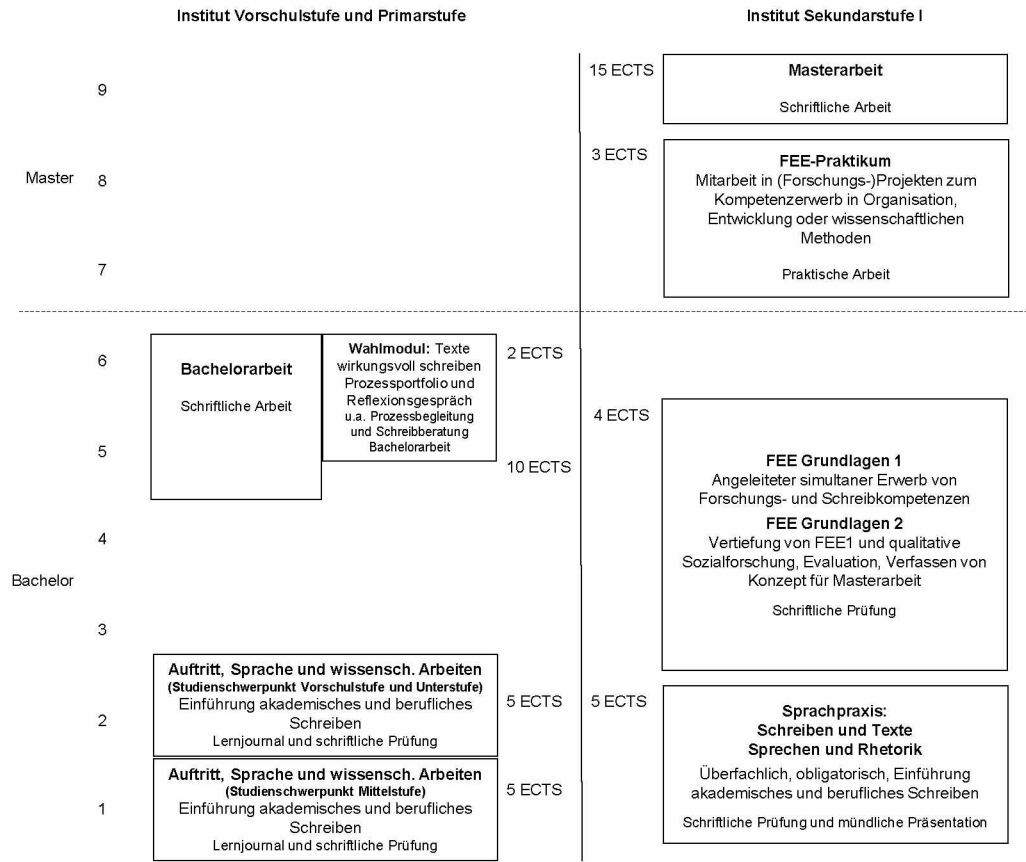 Institut Vorschulstufe und Primarstufe
Institut Sekundarstufe I
9
15 ECTS
Masterarbeit
Schriftliche Arbeit
Master
8
3 ECTS
FEE-Praktikum
Mitarbeit in (Forschungs-)Projekten zum
Kompetenzerwerb in Organisation,
Entwicklung oder wissenschaftlichen
Methoden
Praktische Arbeit
7
6
Bachelorarbeit
Schriftliche Arbeit
Wahlmodul: Texte
wirkungsvoll schreiben
Prozessportfolio und
Reflexionsgespräch
u.a. Prozessbegleitung
und Schreibberatung
Bachelorarbeit
2 ECTS
5
10 ECTS
4 ECTS
FEE Grundlagen 1
Angeleiteter simultaner Erwerb von
Forschungs- und Schreibkompetenzen
FEE Grundlagen 2
Vertiefung von FEE1 und qualitative
Sozialforschung, Evaluation, Verfassen von
Konzept für Masterarbeit
Schriftliche Prüfung
4
Bachelor
3
Auftritt, Sprache und wissensch. Arbeiten
(Studienschwerpunkt Vorschulstufe und Unterstufe)
Einführung akademisches und berufliches
Schreiben
Lernjournal und schriftliche Prüfung
2
5 ECTS
5 ECTS
Sprachpraxis:
Schreiben und Texte
Sprechen und Rhetorik
Überfachlich, obligatorisch, Einführung
akademisches und berufliches Schreiben
Schriftliche Prüfung und mündliche Präsentation
Auftritt, Sprache und wissensch. Arbeiten
(Studienschwerpunkt Mittelstufe)
Einführung akademisches und berufliches
Schreiben
Lernjournal und schriftliche Prüfung
1
5 ECTS